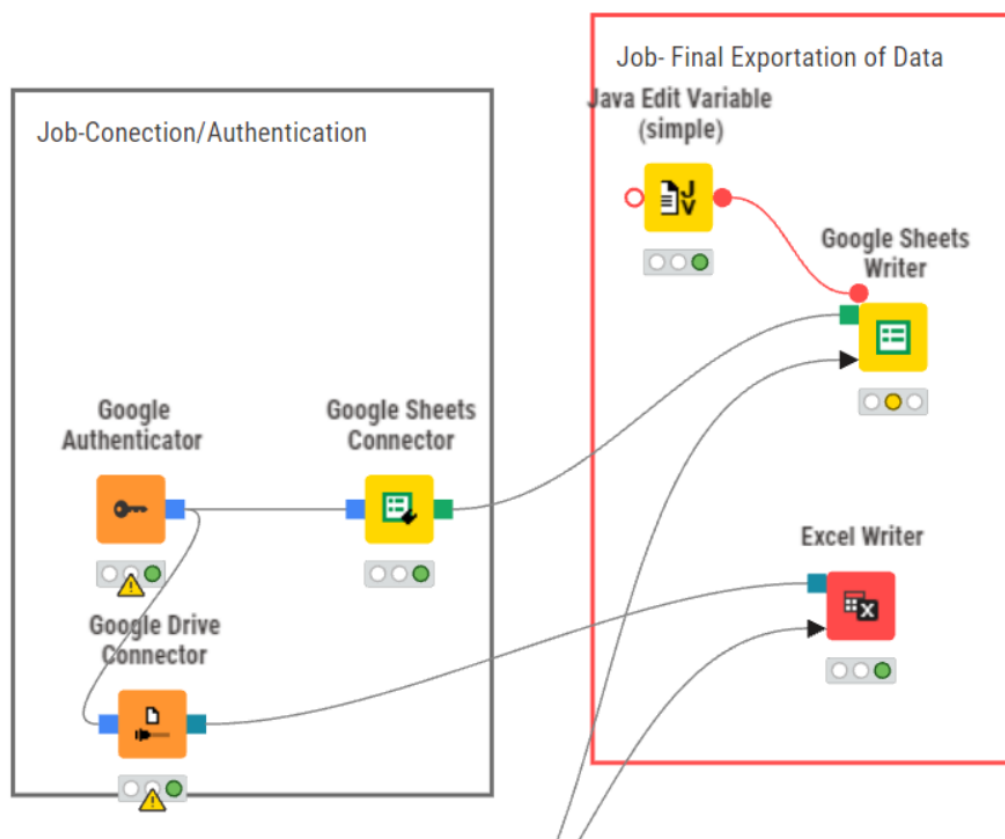 Job- Final Exportation of Data
Java Edit Variable
(simple)
Job-Conection/Authentication
Google Sheets
Writer
Google
Authenticator
Google Sheets
Connector
Excel Writer
Google Drive
Connector